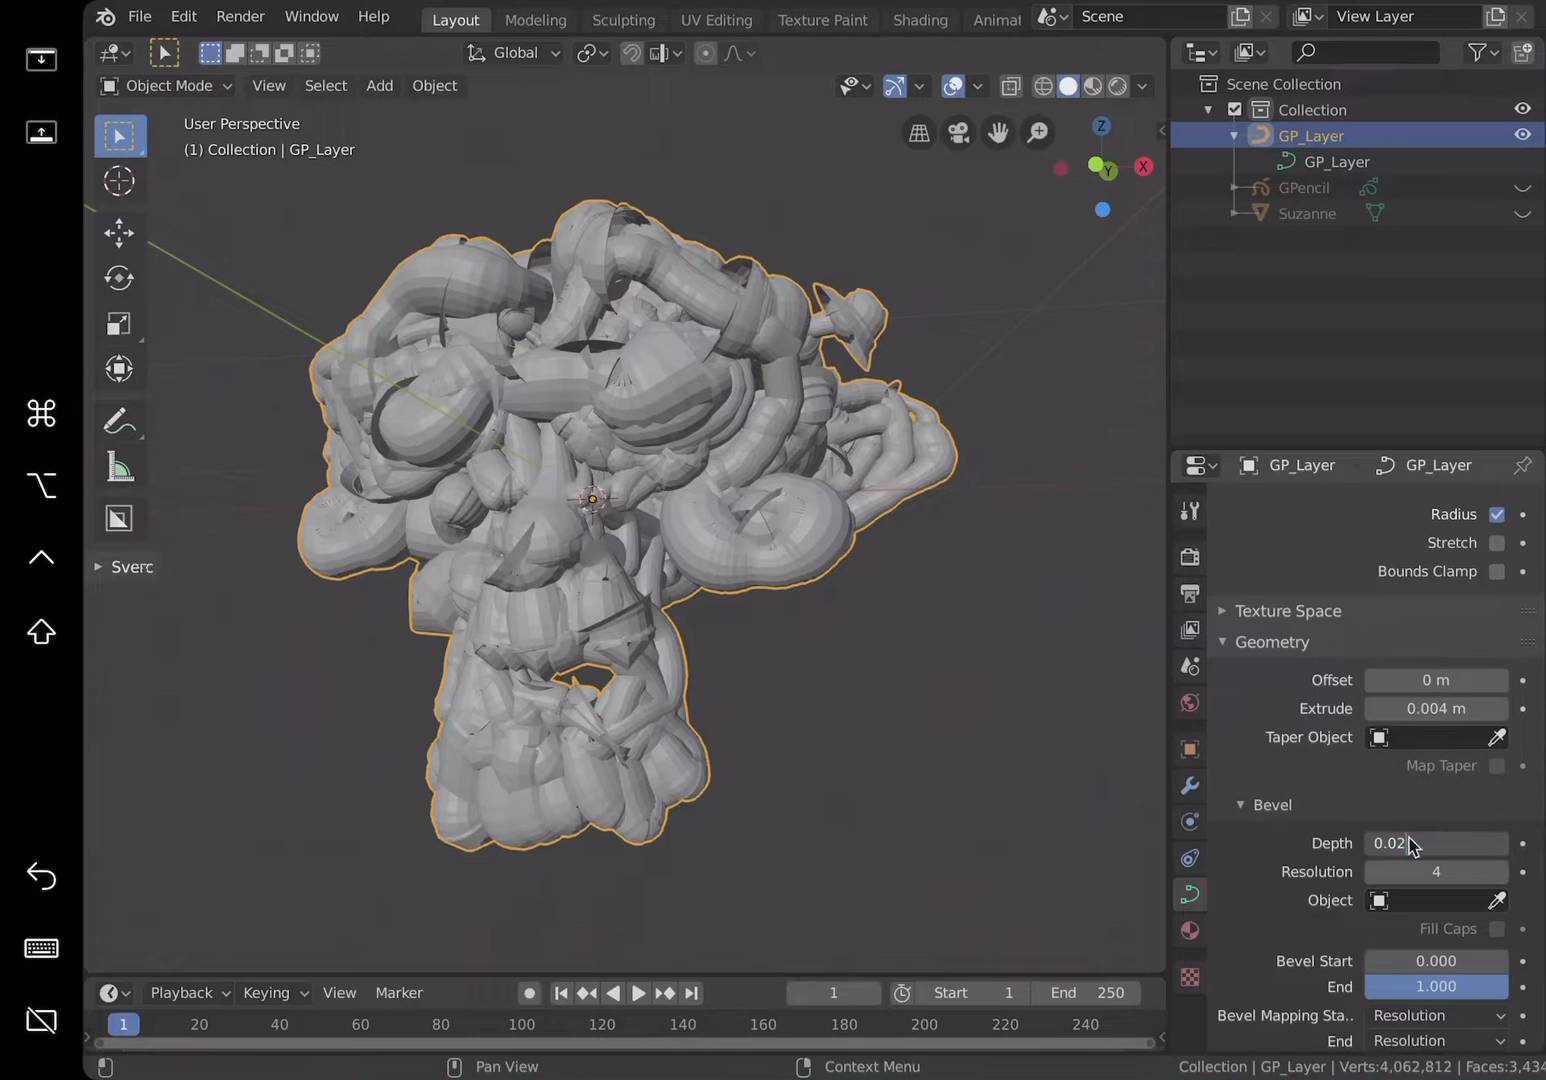 File Edit Render Window Help Layout Modeling Sculpting UV Editing Texture Paint Shading Animat Scene View Layer
Global
Object Mode View Select Add Object
User Perspective
(1) Collection | GP_Layer
Z
Y
X
Sverc
Scene Collection
Collection
GP_Layer
GP_Layer
GPencil
Suzanne
GP_Layer GP_Layer
Radius
Stretch
Bounds Clamp
Texture Space
Geometry
Offset 0 m
Extrude 0.004 m
Taper Object
Map Taper
Bevel
Depth 0.02
Resolution 4
Object
Fill Caps
Bevel Start 0.000
End 1.000
Bevel Mapping Sta.. Resolution
End Resolution
Playback Keying View Marker 1 Start 1 End 250
1 20 40 60 80 100 120 140 160 180 200 220 240
Pan View Context Menu Collection | GP_Layer | Verts:4,062,812 | Faces:3,434